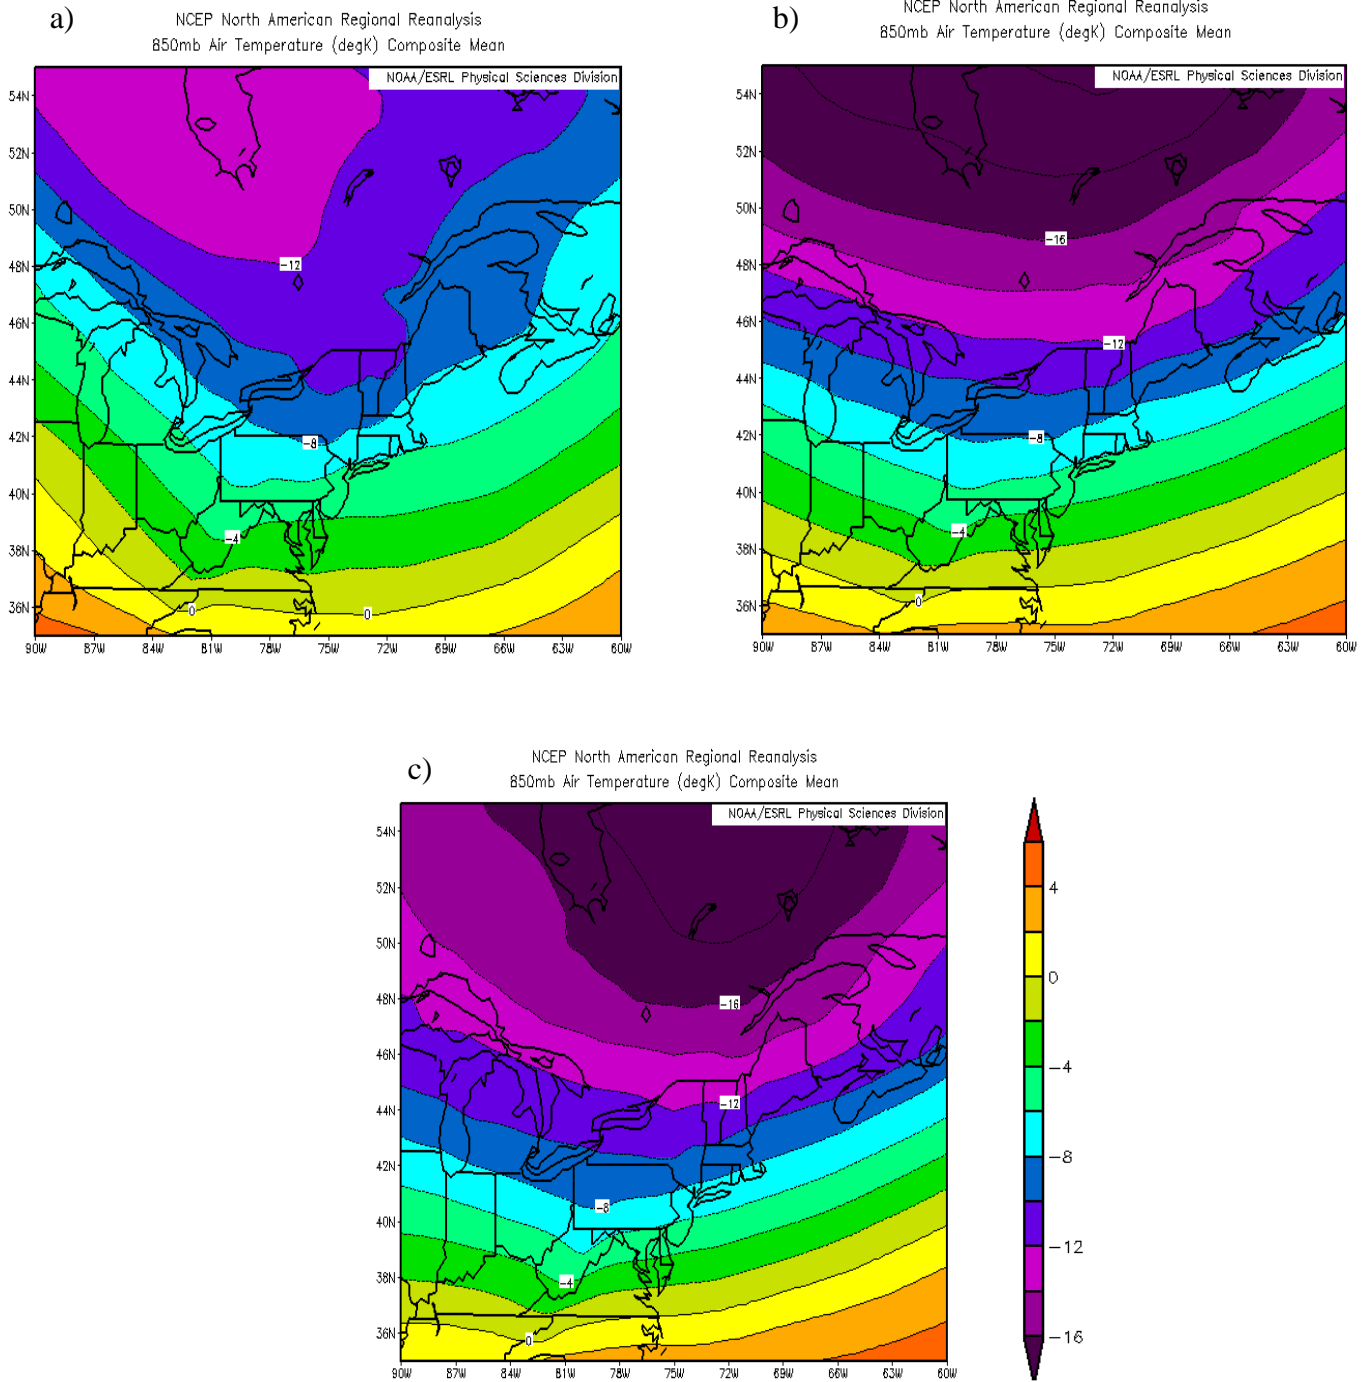 a)
NCEP North American Regional Reanalysis
850mb Air Temperature (degK) Composite Mean
NOAA/ESRL Physical Sciences Division
54N
52N
50N
48N
46N
44N
42N
40N
38N
36N
-12
-8
-4
0
0
90W 87W 84W 81W 78W 75W 72W 69W 66W 63W 60W
b)
NCEP North American Regional Reanalysis
850mb Air Temperature (degK) Composite Mean
NOAA/ESRL Physical Sciences Division
54N
52N
50N
48N
46N
44N
42N
40N
38N
36N
-16
-12
-8
-4
0
90W 87W 84W 81W 78W 75W 72W 69W 66W 63W 60W
c)
NCEP North American Regional Reanalysis
850mb Air Temperature (degK) Composite Mean
NOAA/ESRL Physical Sciences Division
54N
52N
50N
48N
46N
44N
42N
40N
38N
36N
-16
-12
-8
-4
0
90W 87W 84W 81W 78W 75W 72W 69W 66W 63W 60W
4
0
-4
-8
-12
-16